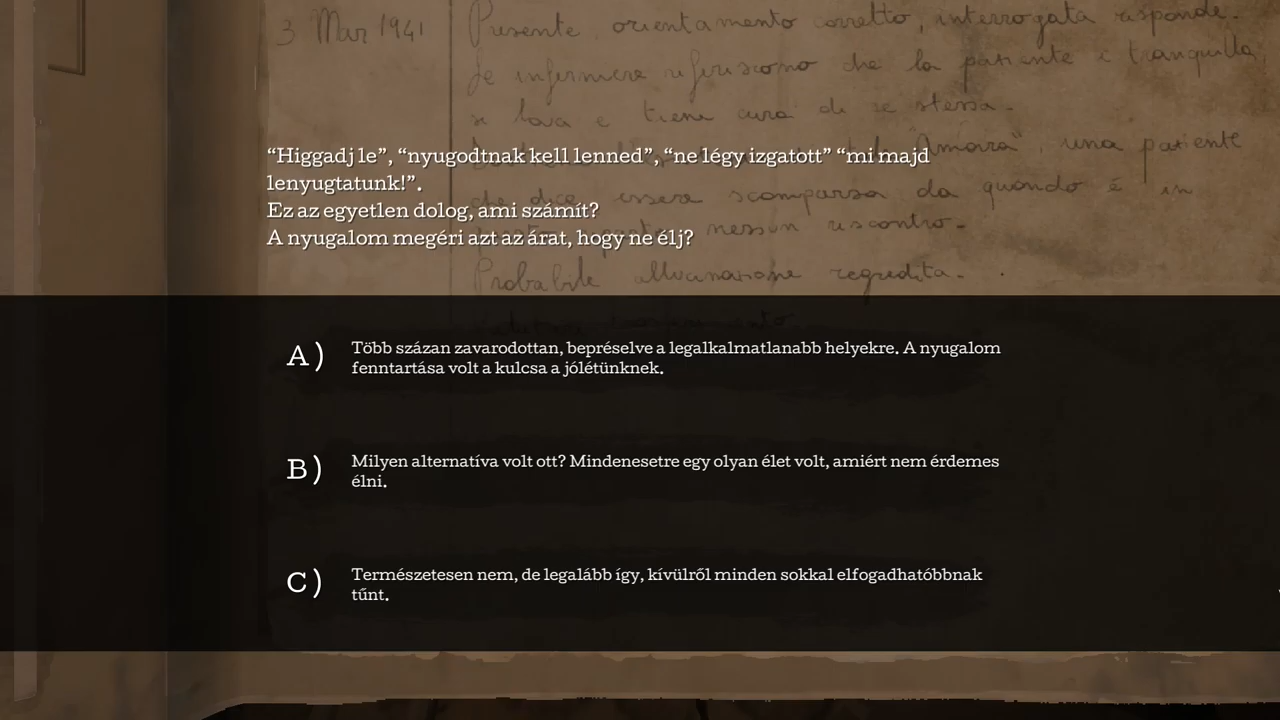 3 Mar 1941
Presente, orientamento corretto, interrogata risponde.
le infermiere riferiscono che la paziente è tranquilla,
si lava e tiene cura di se stessa.
“Higgadj le”, “nyugodtnak kell lenned”, “ne légy izgatott” “mi majd
lenyugtatunk!”.
Ez az egyetlen dolog, ami számít?
A nyugalom megéri azt az árat, hogy ne élj?
"Amara", una paziente
che dice essere scomparsa da quando é in
nessun riscontro.
Probabile allucinazione regredita.
A) Több százan zavarodottan, bepréselve a legalkalmatlanabb helyekre. A nyugalom
fenntartása volt a kulcsa a jólétünknek.
B) Milyen alternatíva volt ott? Mindenesetre egy olyan élet volt, amiért nem érdemes
élni.
C) Természetesen nem, de legalább így, kívülről minden sokkal elfogadhatóbbnak
tűnt.